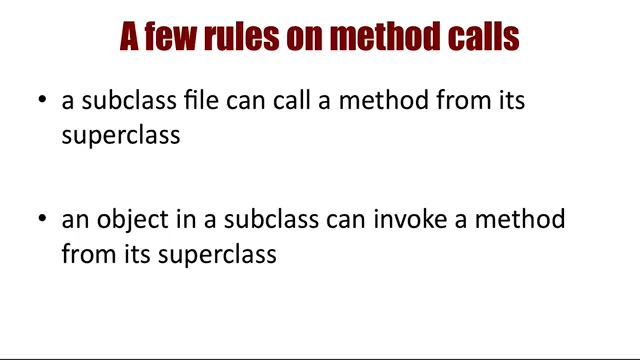 A few rules on method calls
• a subclass file can call a method from its
superclass
• an object in a subclass can invoke a method
from its superclass